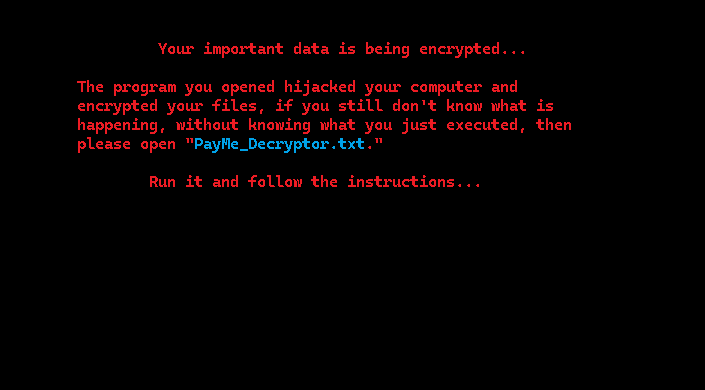 Your important data is being encrypted...
The program you opened hijacked your computer and
encrypted your files, if you still don't know what is
happening, without knowing what you just executed, then
please open "PayMe_Decryptor.txt."
Run it and follow the instructions...